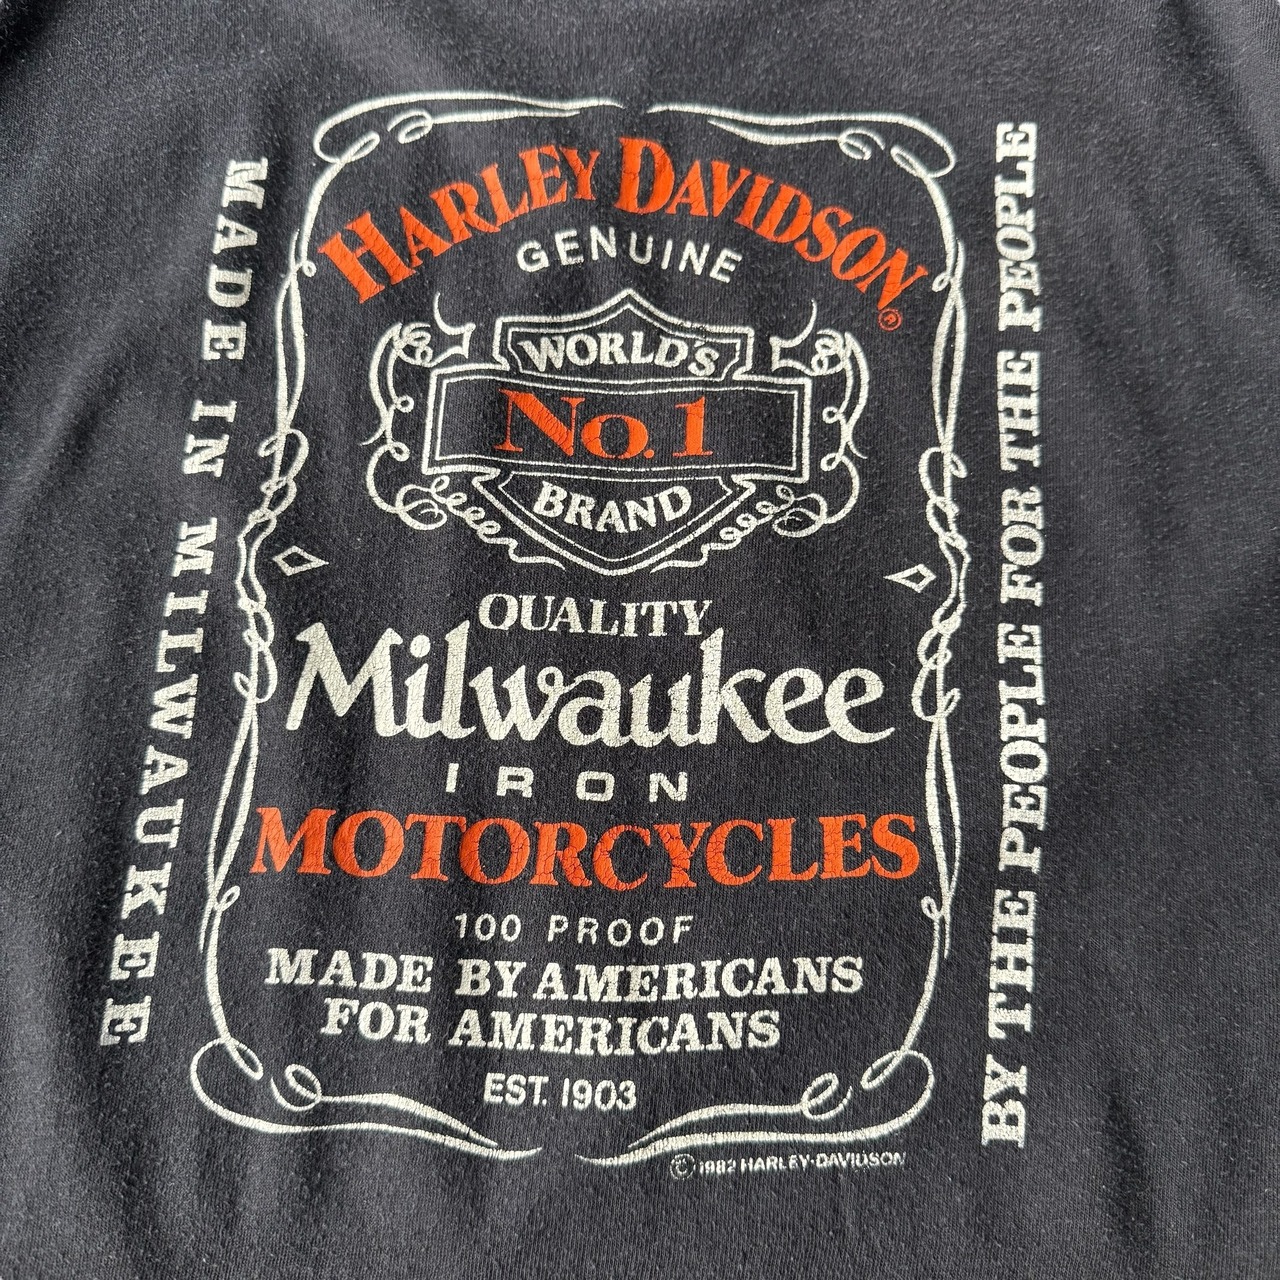 HARLEY DAVIDSON®
GENUINE
WORLD'S
No. 1
BRAND
QUALITY
Milwaukee
IRON
MOTORCYCLES
100 PROOF
MADE BY AMERICANS
FOR AMERICANS
EST. 1903
© 1982 HARLEY-DAVIDSON
MADE IN MILWAUKEE
BY THE PEOPLE FOR THE PEOPLE